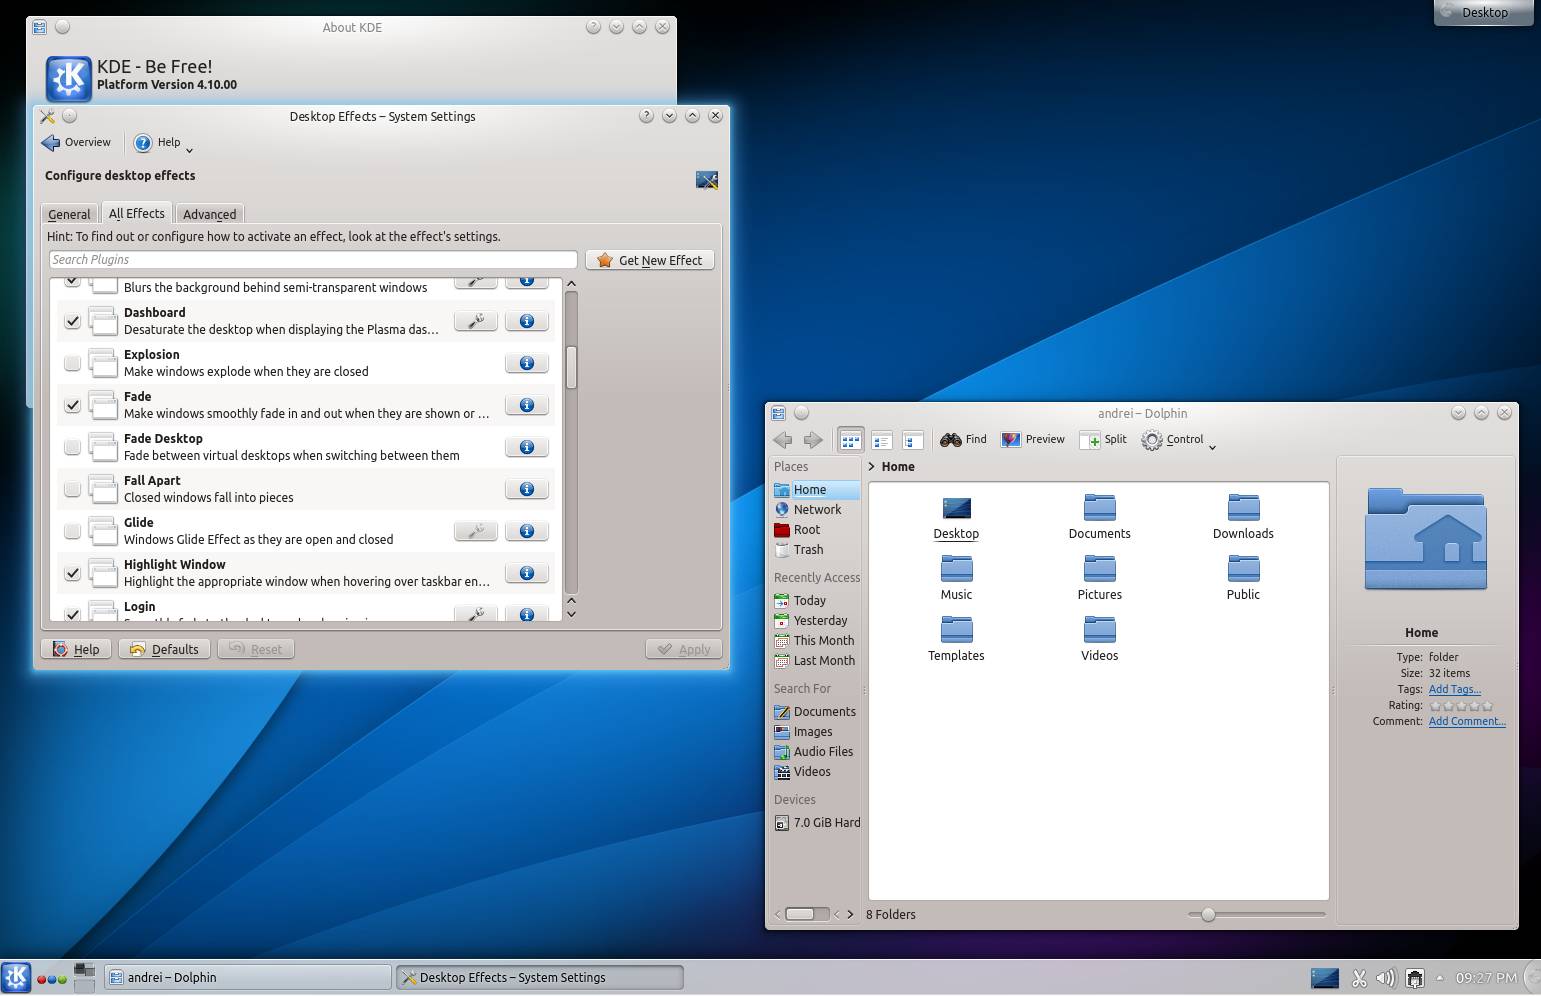 Desktop
About KDE
KDE - Be Free!
Platform Version 4.10.00
Desktop Effects – System Settings
Overview
Help
Configure desktop effects
General
All Effects
Advanced
Hint: To find out or configure how to activate an effect, look at the effect's settings.
Search Plugins
Get New Effect
Blurs the background behind semi-transparent windows
Dashboard
Desaturate the desktop when displaying the Plasma das...
Explosion
Make windows explode when they are closed
Fade
Make windows smoothly fade in and out when they are shown or ...
Fade Desktop
Fade between virtual desktops when switching between them
Fall Apart
Closed windows fall into pieces
Glide
Windows Glide Effect as they are open and closed
Highlight Window
Highlight the appropriate window when hovering over taskbar en...
Login
Help
Defaults
Reset
Apply
andrei – Dolphin
Find
Preview
Split
Control
Places
Home
Network
Root
Trash
Recently Access
Today
Yesterday
This Month
Last Month
Search For
Documents
Images
Audio Files
Videos
Devices
7.0 GiB Hard
> Home
Desktop
Documents
Downloads
Music
Pictures
Public
Templates
Videos
8 Folders
Home
Type: folder
Size: 32 items
Tags: Add Tags...
Rating:
Comment: Add Comment...
andrei – Dolphin
Desktop Effects – System Settings
09:27 PM